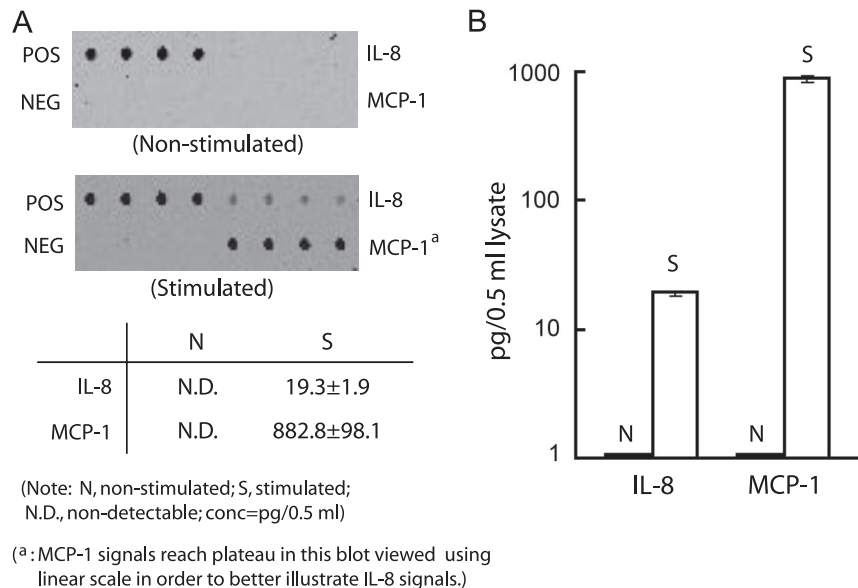 A
POS IL-8
NEG MCP-1
(Non-stimulated)
POS IL-8
NEG MCP-1a
(Stimulated)
N S
IL-8 N.D. 19.3±1.9
MCP-1 N.D. 882.8±98.1
(Note: N, non-stimulated; S, stimulated;
N.D., non-detectable; conc=pg/0.5 ml)
(a: MCP-1 signals reach plateau in this blot viewed using
linear scale in order to better illustrate IL-8 signals.)
B
pg/0.5 ml lysate
1000
100
10
1
N S
N S
IL-8 MCP-1